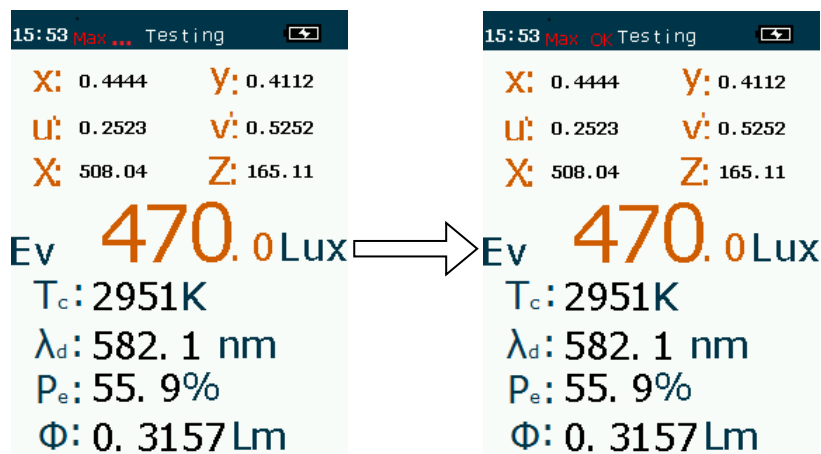 15:53 Max ... Testing
x: 0.4444 y: 0.4112
u': 0.2523 v': 0.5252
X: 508.04 Z: 165.11
Ev 470.0 Lux
Tc: 2951K
λd: 582.1 nm
Pe: 55.9%
Φ: 0.3157 Lm
15:53 Max OK Testing
x: 0.4444 y: 0.4112
u': 0.2523 v': 0.5252
X: 508.04 Z: 165.11
Ev 470.0 Lux
Tc: 2951K
λd: 582.1 nm
Pe: 55.9%
Φ: 0.3157 Lm